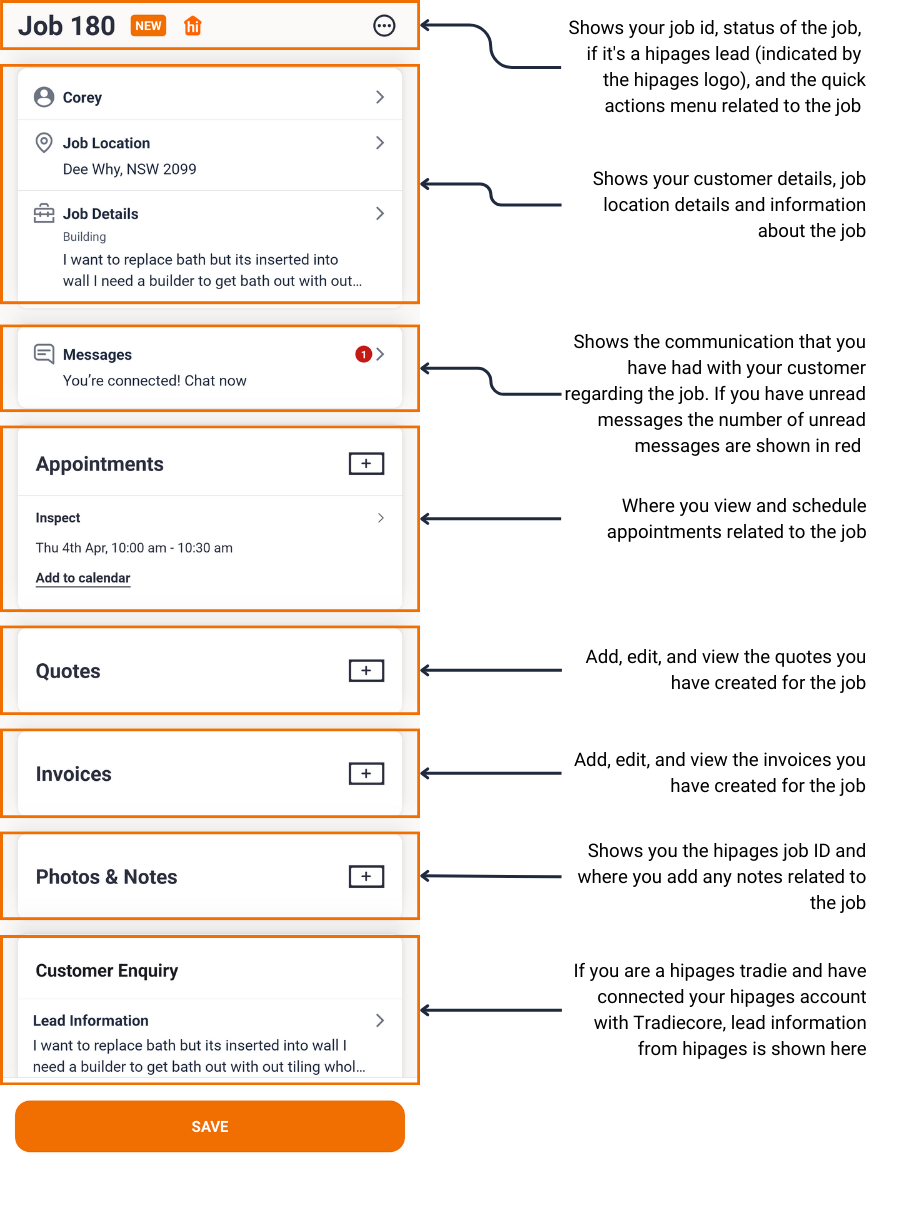 Job 180 NEW hi
Shows your job id, status of the job,
if it's a hipages lead (indicated by
the hipages logo), and the quick
actions menu related to the job
Corey
Job Location
Dee Why, NSW 2099
Job Details
Building
I want to replace bath but its inserted into
wall I need a builder to get bath out with out...
Shows your customer details, job
location details and information
about the job
Messages 1
You're connected! Chat now
Shows the communication that you
have had with your customer
regarding the job. If you have unread
messages the number of unread
messages are shown in red
Appointments +
Inspect
Thu 4th Apr, 10:00 am - 10:30 am
Add to calendar
Where you view and schedule
appointments related to the job
Quotes +
Add, edit, and view the quotes you
have created for the job
Invoices +
Add, edit, and view the invoices you
have created for the job
Photos & Notes +
Shows you the hipages job ID and
where you add any notes related to
the job
Customer Enquiry
Lead Information
I want to replace bath but its inserted into wall I
need a builder to get bath out with out tiling whol...
If you are a hipages tradie and have
connected your hipages account
with Tradiecore, lead information
from hipages is shown here
SAVE